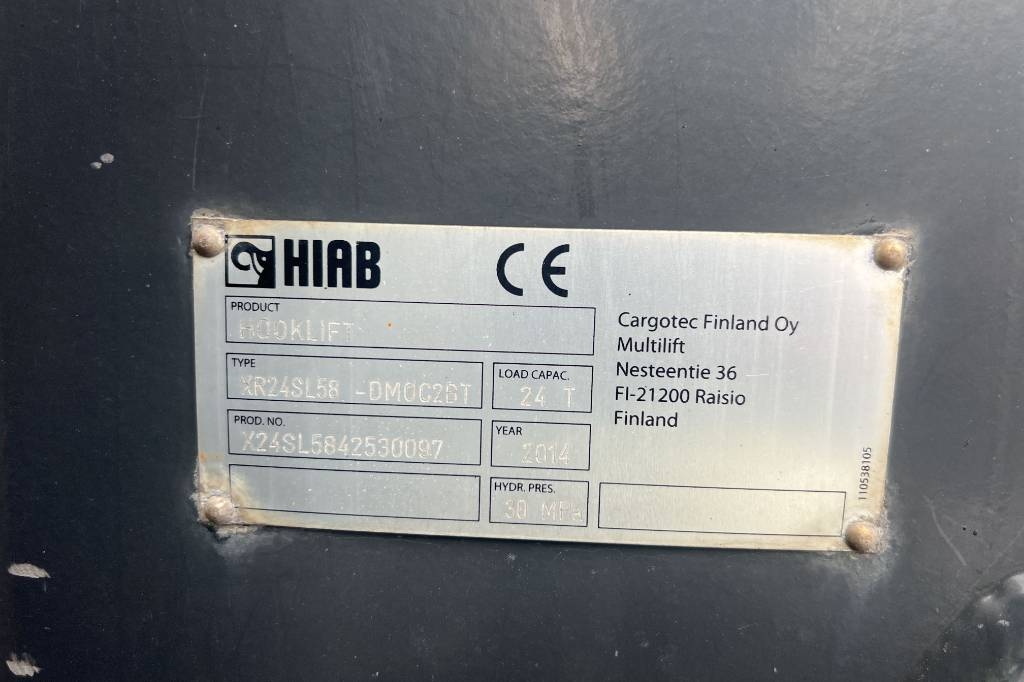 HIAB
CE
PRODUCT
HOOKLIFT
TYPE
XR24SL58 -DM0C2BT
LOAD CAPAC.
24 T
PROD. NO.
X24SL5842530097
YEAR
2014
HYDR. PRES.
30 MPa
Cargotec Finland Oy
Multilift
Nesteentie 36
FI-21200 Raisio
Finland
110538105